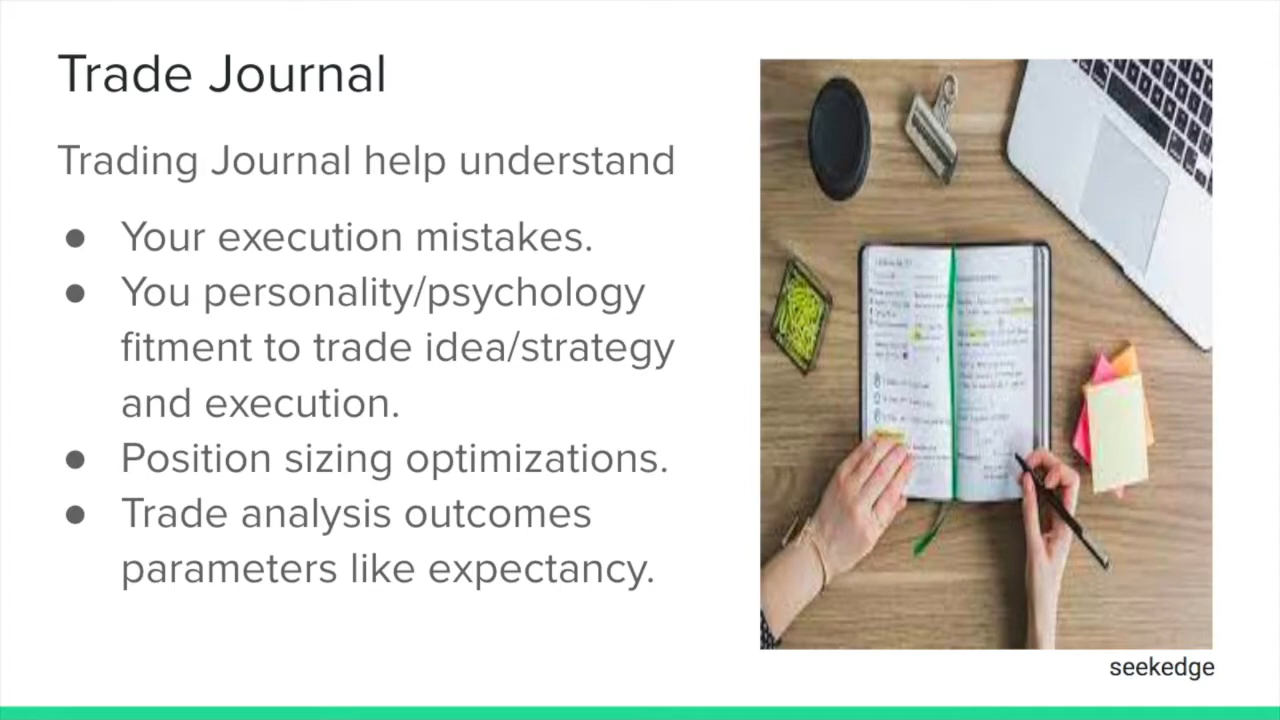 Trade Journal
Trading Journal help understand
● Your execution mistakes.
● You personality/psychology
fitment to trade idea/strategy
and execution.
● Position sizing optimizations.
● Trade analysis outcomes
parameters like expectancy.
seekedge